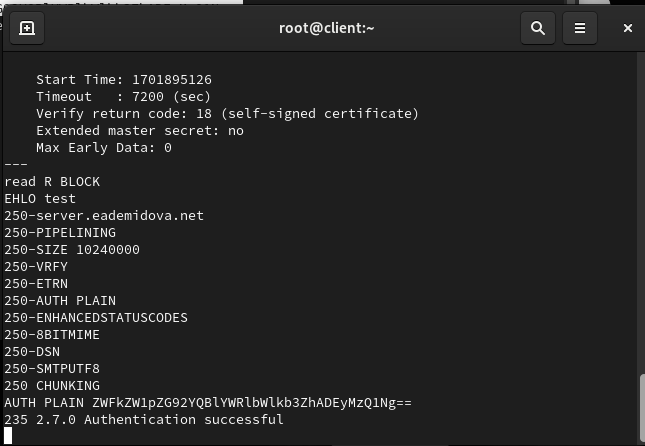 root@client:~
Start Time: 1701895126
Timeout   : 7200 (sec)
Verify return code: 18 (self-signed certificate)
Extended master secret: no
Max Early Data: 0
---
read R BLOCK
EHLO test
250-server.eademidova.net
250-PIPELINING
250-SIZE 10240000
250-VRFY
250-ETRN
250-AUTH PLAIN
250-ENHANCEDSTATUSCODES
250-8BITMIME
250-DSN
250-SMTPUTF8
250 CHUNKING
AUTH PLAIN ZWFkZW1pZG92YQBlYWRlbWlkb3ZhADEyMzQ1Ng==
235 2.7.0 Authentication successful